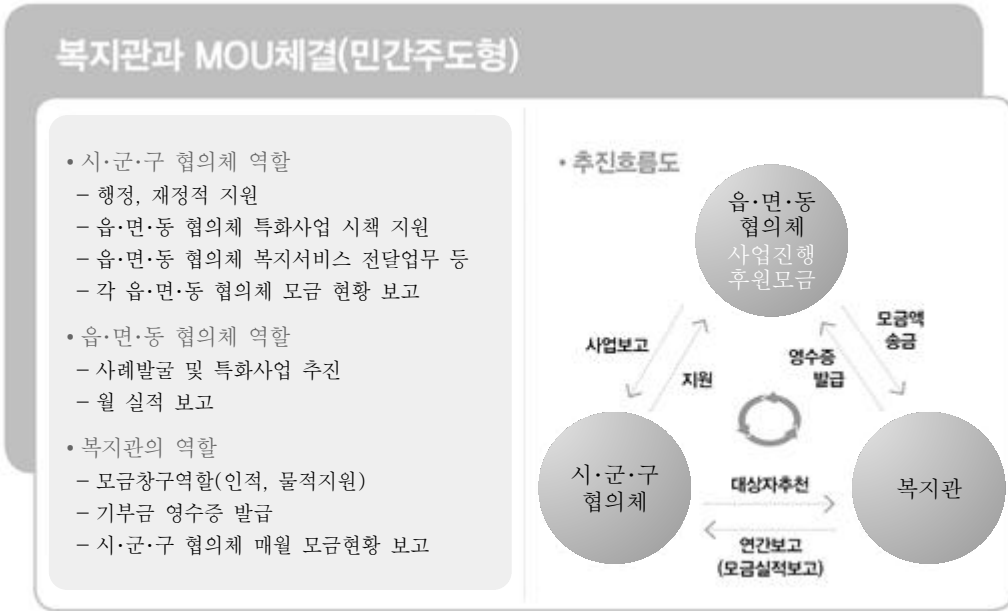 복지관과 MOU체결(민간주도형)
• 시·군·구 협의체 역할
– 행정, 재정적 지원
– 읍·면·동 협의체 특화사업 시책 지원
– 읍·면·동 협의체 복지서비스 전달업무 등
– 각 읍·면·동 협의체 모금 현황 보고
• 읍·면·동 협의체 역할
– 사례발굴 및 특화사업 추진
– 월 실적 보고
• 복지관의 역할
– 모금창구역할(인적, 물적지원)
– 기부금 영수증 발급
– 시·군·구 협의체 매월 모금현황 보고
• 추진흐름도
읍·면·동
협의체
사업진행
후원모금
사업보고
지원
영수증
발급
모금액
송금
시·군·구
협의체
대상자추천
연간보고
(모금실적보고)
복지관